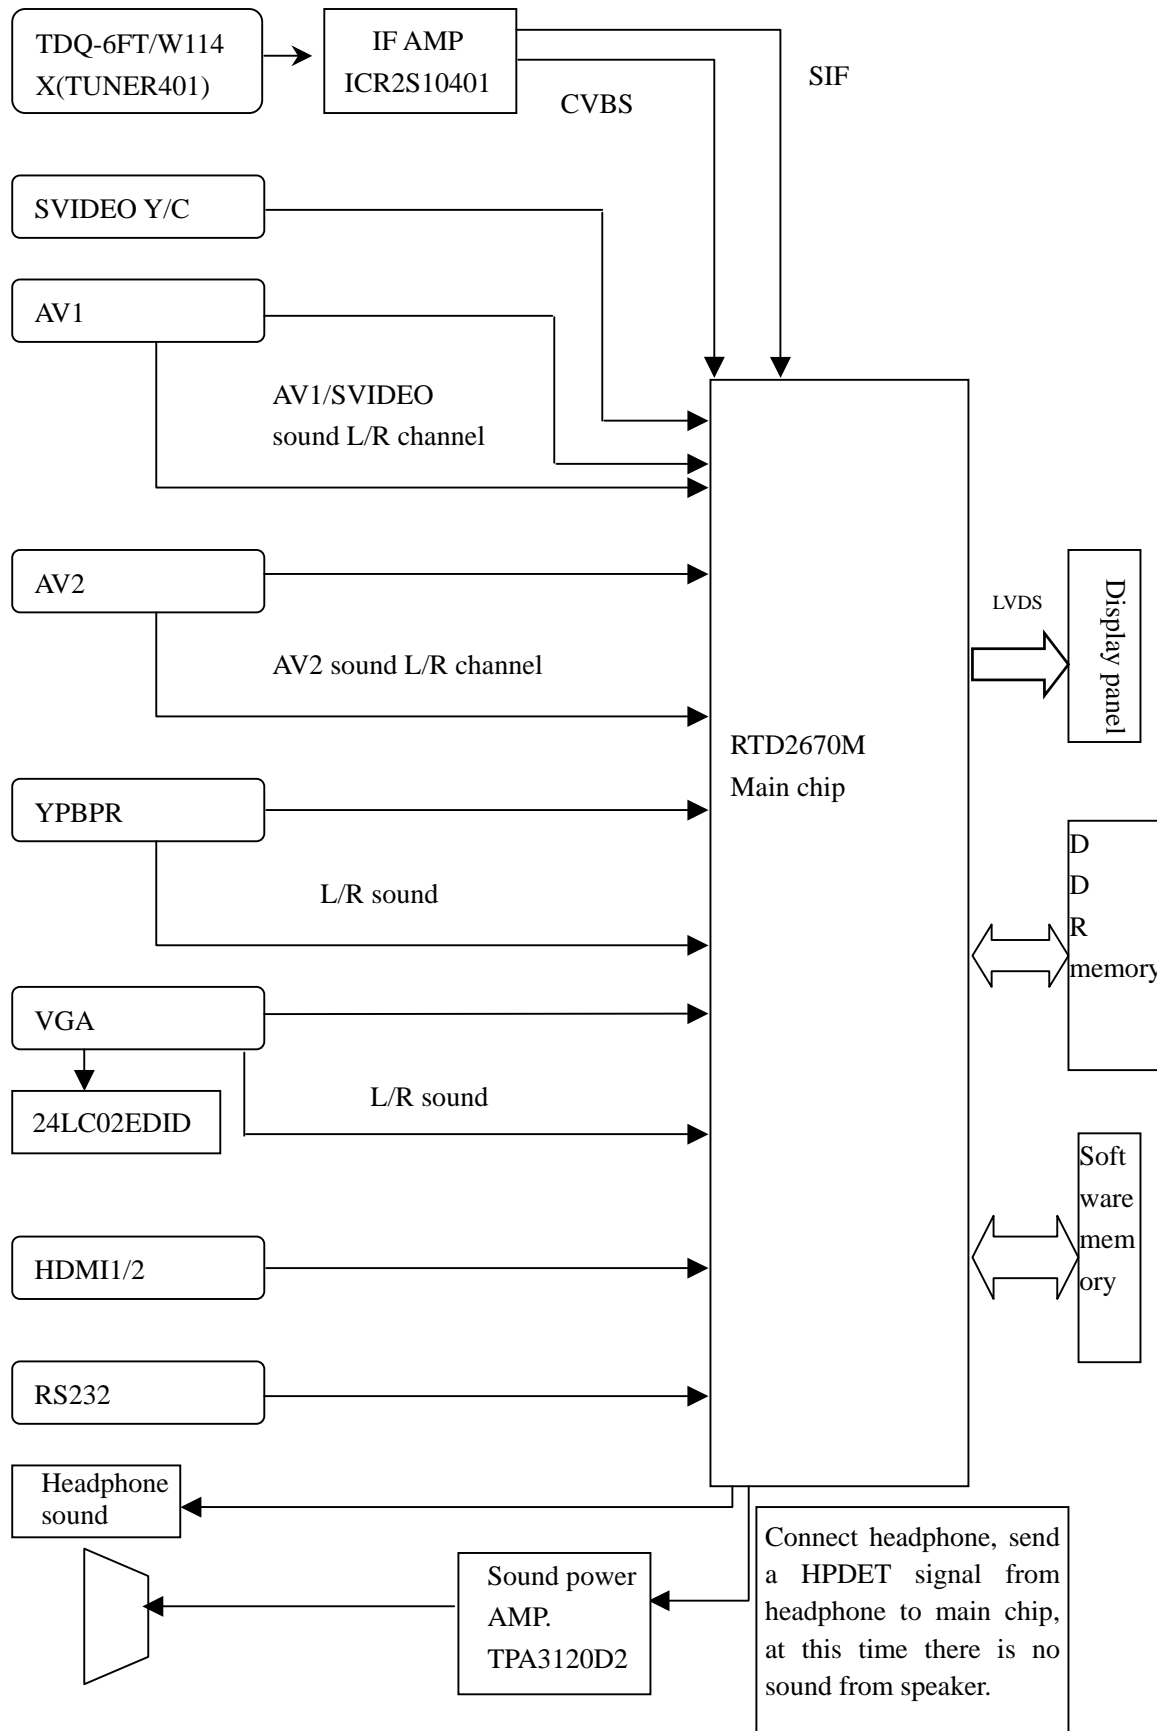 TDQ-6FT/W114
X(TUNER401)
IF AMP
ICR2S10401
SIF
CVBS
SVIDEO Y/C
AV1
AV1/SVIDEO
sound L/R channel
AV2
LVDS
Display panel
AV2 sound L/R channel
RTD2670M
Main chip
YPBPR
D
D
R
memory
L/R sound
VGA
L/R sound
24LC02EDID
Soft
ware
mem
ory
HDMI1/2
RS232
Headphone
sound
Sound power
AMP.
TPA3120D2
Connect headphone, send
a HPDET signal from
headphone to main chip,
at this time there is no
sound from speaker.